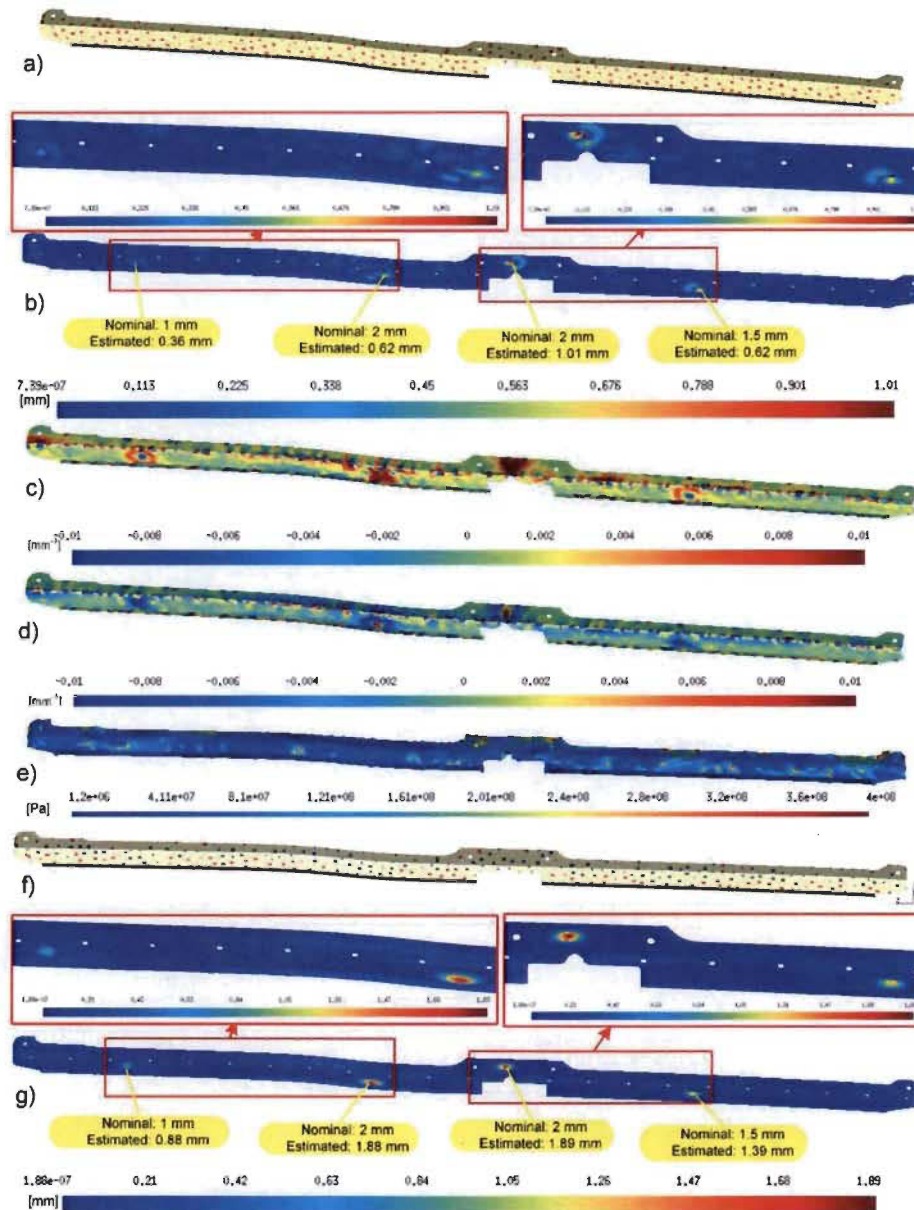 a)
b)
Nominal: 1 mm
Estimated: 0.36 mm
Nominal: 2 mm
Estimated: 0.62 mm
Nominal: 2 mm
Estimated: 1.01 mm
Nominal: 1.5 mm
Estimated: 0.62 mm
7.39e-07 0.113 0.225 0.338 0.45 0.563 0.676 0.788 0.901 1.01
[mm]
c)
-0.01 -0.008 -0.006 -0.004 -0.002 0 0.002 0.004 0.006 0.008 0.01
[mm⁻¹]
d)
-0.01 -0.008 -0.006 -0.004 -0.002 0 0.002 0.004 0.006 0.008 0.01
[mm⁻¹]
e)
1.2e+06 4.11e+07 8.1e+07 1.21e+08 1.61e+08 2.01e+08 2.4e+08 2.8e+08 3.2e+08 3.6e+08 4e+08
[Pa]
f)
g)
Nominal: 1 mm
Estimated: 0.88 mm
Nominal: 2 mm
Estimated: 1.88 mm
Nominal: 2 mm
Estimated: 1.89 mm
Nominal: 1.5 mm
Estimated: 1.39 mm
1.88e-07 0.21 0.42 0.63 0.84 1.05 1.26 1.47 1.68 1.89
[mm]